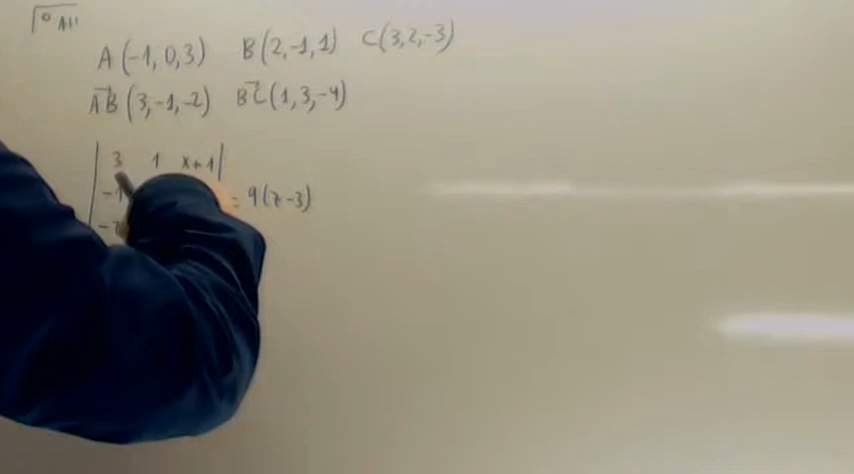 A(-1,0,3) B(2,-1,1) C(3,2,-3)
AB(3,-1,-2) BC(1,3,-4)
| 3 1 x+1 |
= 9(z-3)